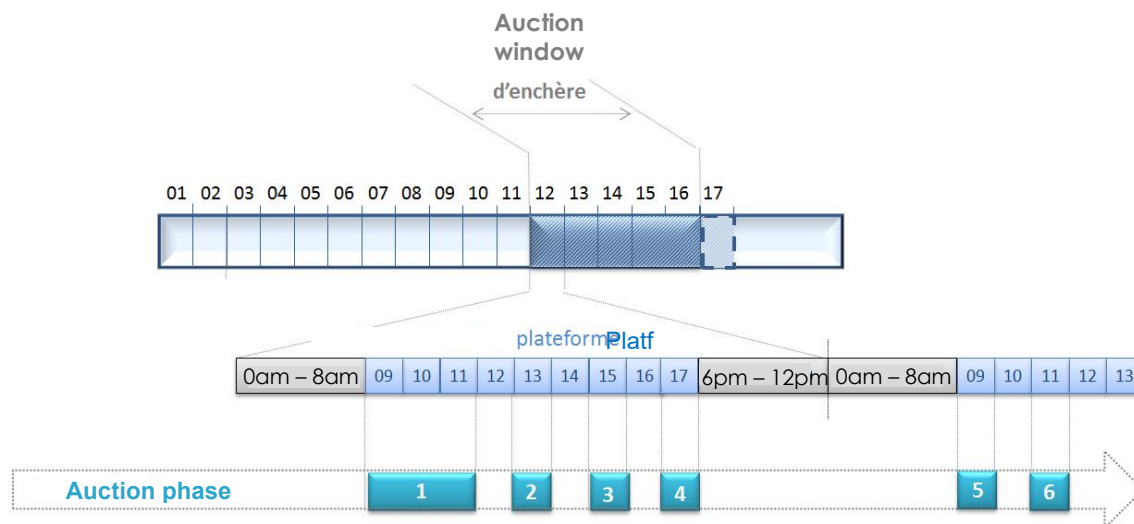 Auction
window
d'enchère
01 02 03 04 05 06 07 08 09 10 11 12 13 14 15 16 17
plateforme Platf
0am – 8am 09 10 11 12 13 14 15 16 17 6pm – 12pm 0am – 8am 09 10 11 12 13
Auction phase 1 2 3 4 5 6